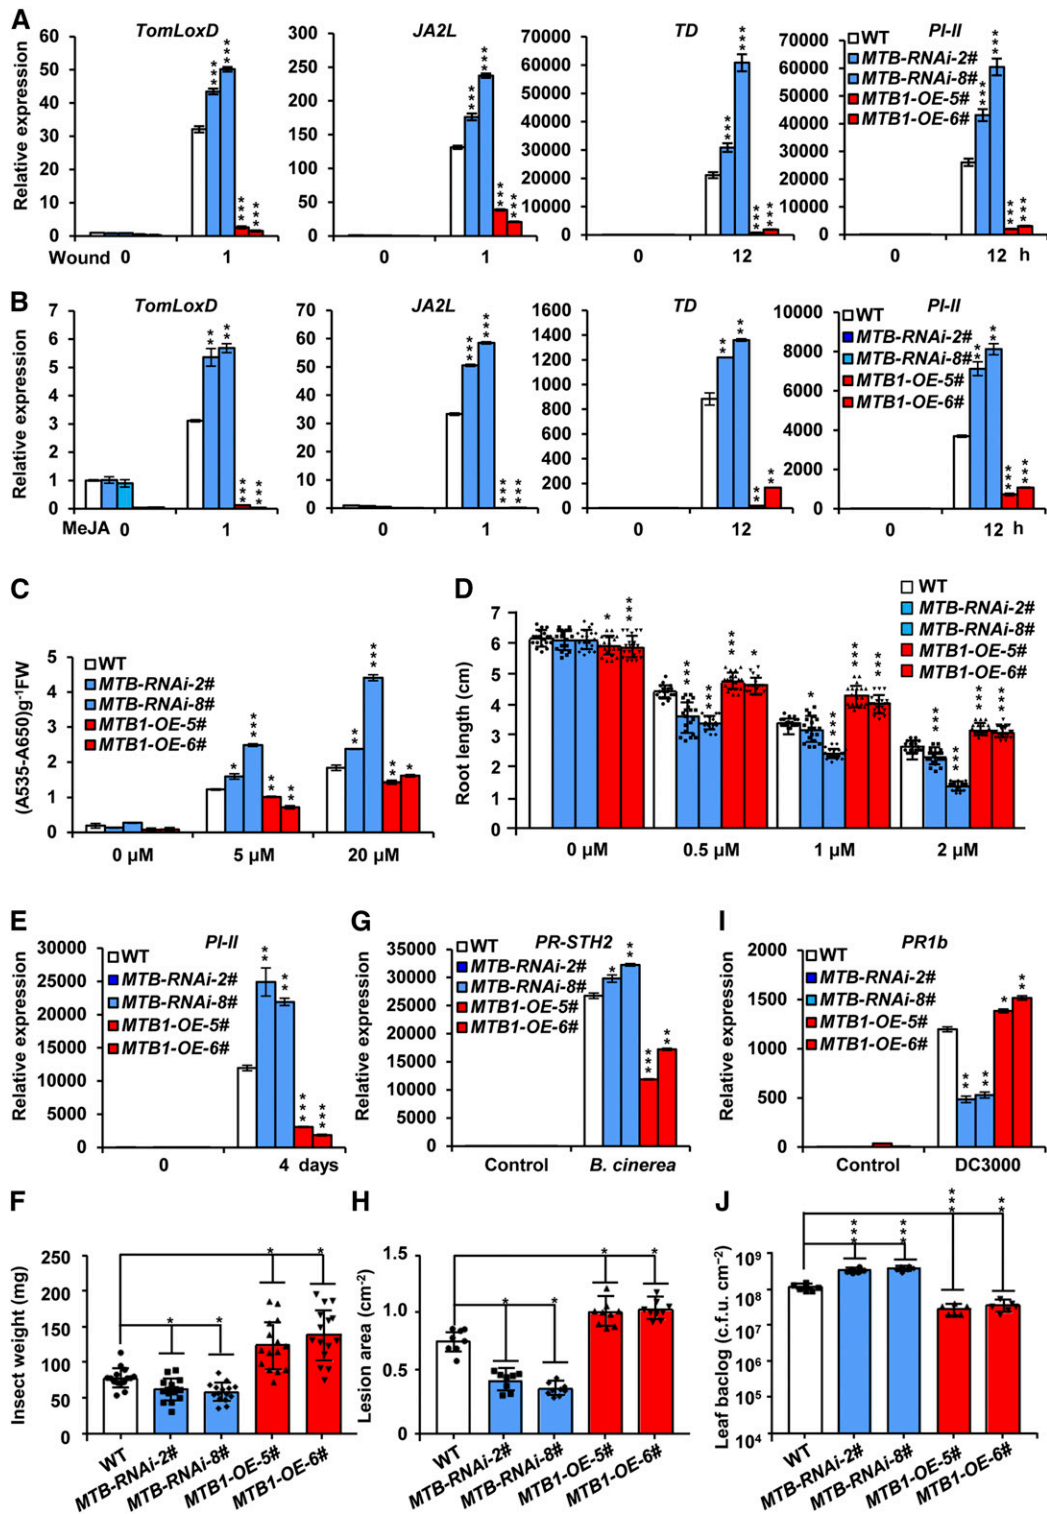 A
TomLoxD
JA2L
TD
PI-II
Relative expression
60
50
40
30
20
10
0
300
250
200
150
100
50
0
70000
60000
50000
40000
30000
20000
10000
0
70000
60000
50000
40000
30000
20000
10000
0
WT
MTB-RNAi-2#
MTB-RNAi-8#
MTB1-OE-5#
MTB1-OE-6#
Wound 0 1
0 1
0 12
0 12 h
B
TomLoxD
JA2L
TD
PI-II
Relative expression
7
6
5
4
3
2
1
0
70
60
50
40
30
20
10
0
1600
1400
1200
1000
800
600
400
200
0
10000
8000
6000
4000
2000
0
WT
MTB-RNAi-2#
MTB-RNAi-8#
MTB1-OE-5#
MTB1-OE-6#
MeJA 0 1
0 1
0 12
0 12 h
C
(A535-A650)g⁻¹FW
5
4
3
2
1
0
WT
MTB-RNAi-2#
MTB-RNAi-8#
MTB1-OE-5#
MTB1-OE-6#
0 μM 5 μM 20 μM
D
Root length (cm)
7
6
5
4
3
2
1
0
WT
MTB-RNAi-2#
MTB-RNAi-8#
MTB1-OE-5#
MTB1-OE-6#
0 μM 0.5 μM 1 μM 2 μM
E
PI-II
Relative expression
30000
25000
20000
15000
10000
5000
0
WT
MTB-RNAi-2#
MTB-RNAi-8#
MTB1-OE-5#
MTB1-OE-6#
0 4 days
G
PR-STH2
Relative expression
35000
30000
25000
20000
15000
10000
5000
0
WT
MTB-RNAi-2#
MTB-RNAi-8#
MTB1-OE-5#
MTB1-OE-6#
Control B. cinerea
I
PR1b
Relative expression
2000
1500
1000
500
0
WT
MTB-RNAi-2#
MTB-RNAi-8#
MTB1-OE-5#
MTB1-OE-6#
Control DC3000
F
Insect weight (mg)
250
200
150
100
50
0
WT
MTB-RNAi-2#
MTB-RNAi-8#
MTB1-OE-5#
MTB1-OE-6#
H
Lesion area (cm⁻²)
1.5
1.0
0.5
0
WT
MTB-RNAi-2#
MTB-RNAi-8#
MTB1-OE-5#
MTB1-OE-6#
J
Leaf baclog (c.f.u. cm⁻²)
10⁹
10⁸
10⁷
10⁶
10⁵
10⁴
WT
MTB-RNAi-2#
MTB-RNAi-8#
MTB1-OE-5#
MTB1-OE-6#